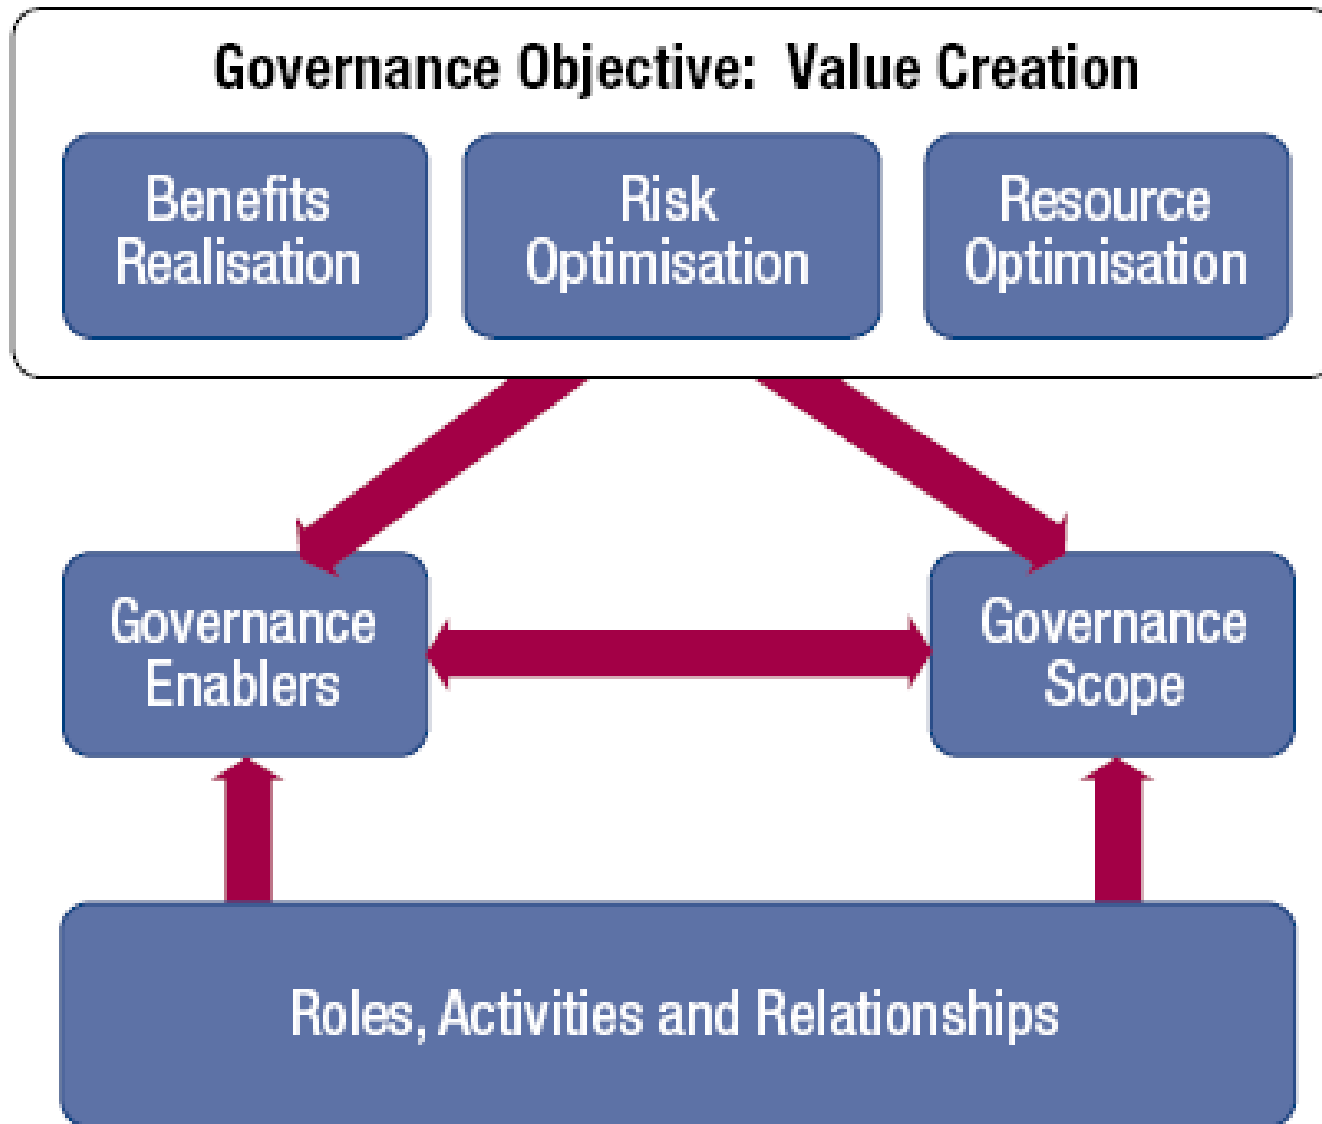 Governance Objective: Value Creation
Benefits
Realisation
Risk
Optimisation
Resource
Optimisation
Governance
Enablers
Governance
Scope
Roles, Activities and Relationships